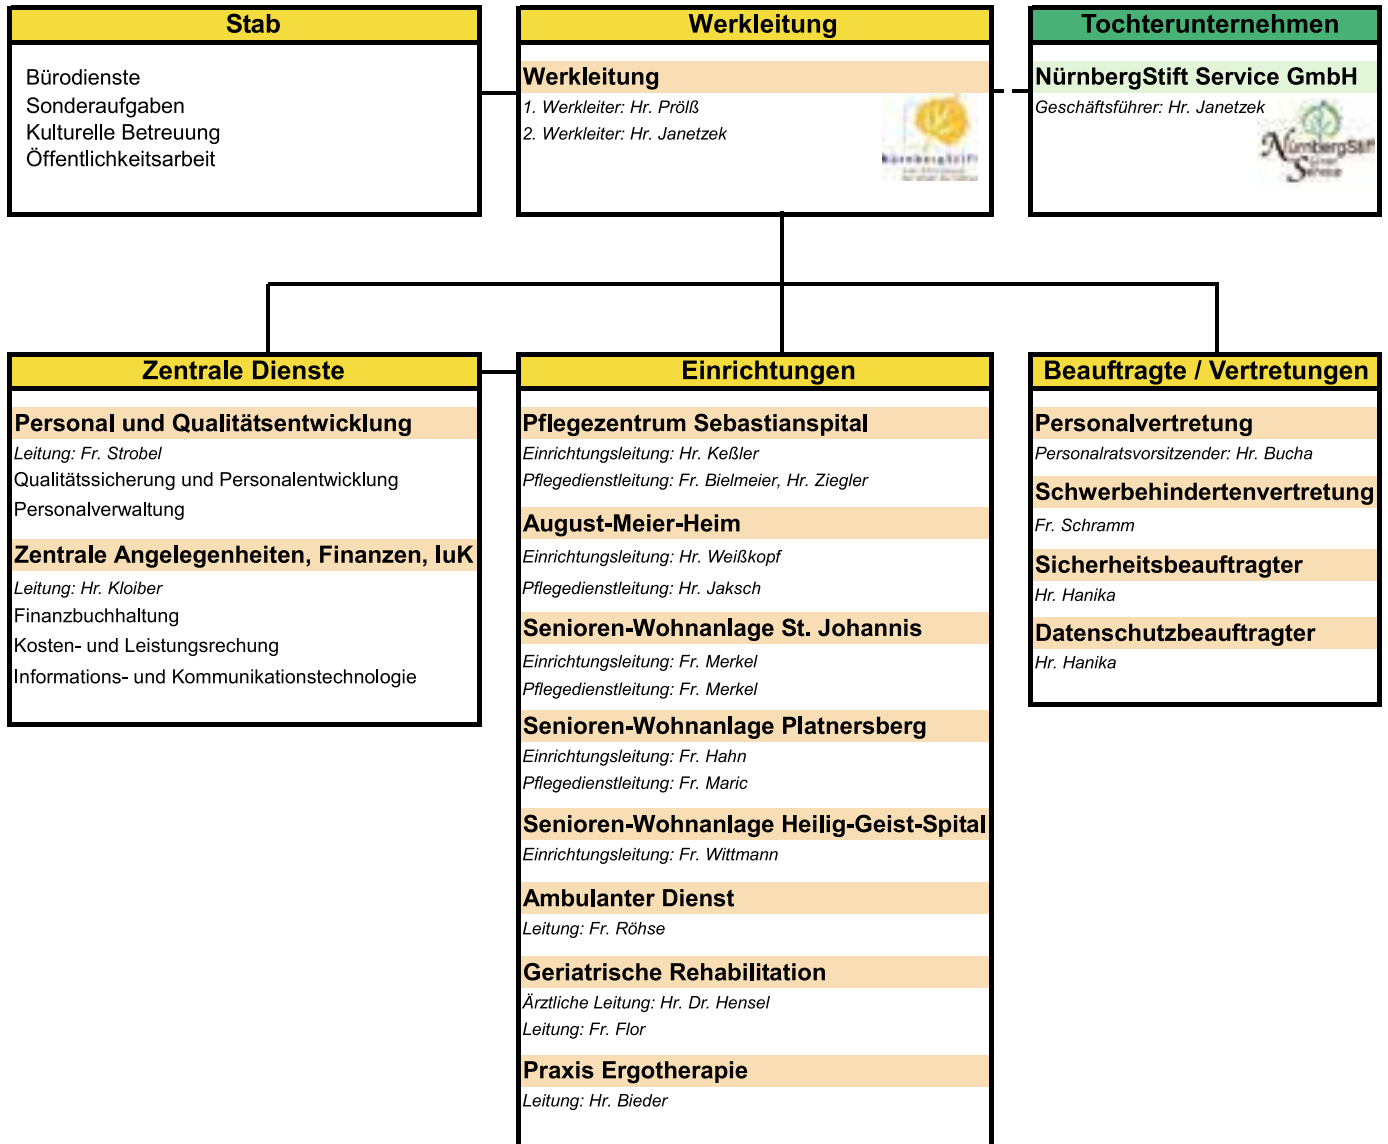 Stab
Bürodienste
Sonderaufgaben
Kulturelle Betreuung
Öffentlichkeitsarbeit
Werkleitung
Werkleitung
1. Werkleiter: Hr. Prölß
2. Werkleiter: Hr. Janetzek
NürnbergStift
Tochterunternehmen
NürnbergStift Service GmbH
Geschäftsführer: Hr. Janetzek
NürnbergStift
Service
Zentrale Dienste
Personal und Qualitätsentwicklung
Leitung: Fr. Strobel
Qualitätssicherung und Personalentwicklung
Personalverwaltung
Zentrale Angelegenheiten, Finanzen, IuK
Leitung: Hr. Kloiber
Finanzbuchhaltung
Kosten- und Leistungsrechung
Informations- und Kommunikationstechnologie
Einrichtungen
Pflegezentrum Sebastianspital
Einrichtungsleitung: Hr. Keßler
Pflegedienstleitung: Fr. Bielmeier, Hr. Ziegler
August-Meier-Heim
Einrichtungsleitung: Hr. Weißkopf
Pflegedienstleitung: Hr. Jaksch
Senioren-Wohnanlage St. Johannis
Einrichtungsleitung: Fr. Merkel
Pflegedienstleitung: Fr. Merkel
Senioren-Wohnanlage Platnersberg
Einrichtungsleitung: Fr. Hahn
Pflegedienstleitung: Fr. Maric
Senioren-Wohnanlage Heilig-Geist-Spital
Einrichtungsleitung: Fr. Wittmann
Ambulanter Dienst
Leitung: Fr. Röhse
Geriatrische Rehabilitation
Ärztliche Leitung: Hr. Dr. Hensel
Leitung: Fr. Flor
Praxis Ergotherapie
Leitung: Hr. Bieder
Beauftragte / Vertretungen
Personalvertretung
Personalratsvorsitzender: Hr. Bucha
Schwerbehindertenvertretung
Fr. Schramm
Sicherheitsbeauftragter
Hr. Hanika
Datenschutzbeauftragter
Hr. Hanika